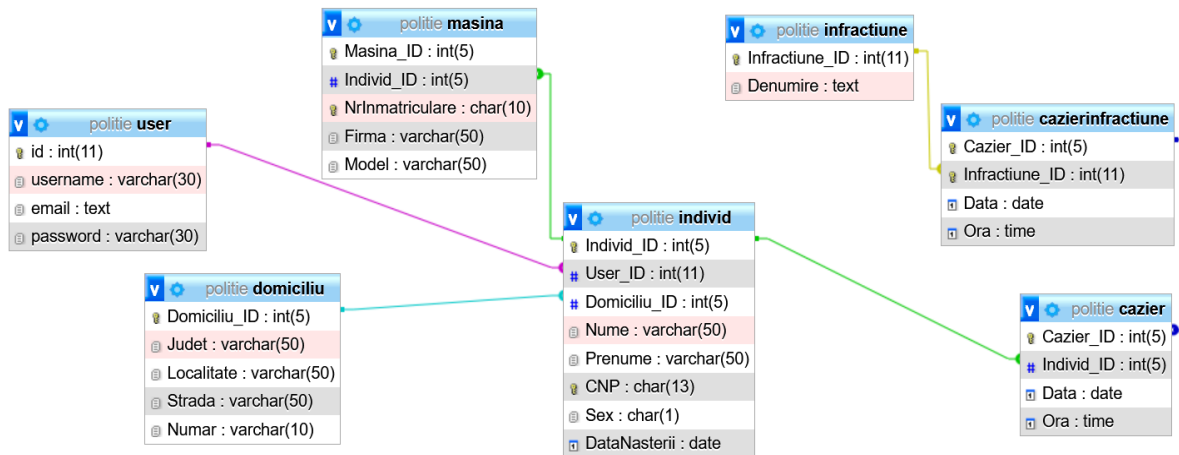 politie user
id : int(11)
username : varchar(30)
email : text
password : varchar(30)
politie masina
Masina_ID : int(5)
Individ_ID : int(5)
NrInmatriculare : char(10)
Firma : varchar(50)
Model : varchar(50)
politie domiciliu
Domiciliu_ID : int(5)
Judet : varchar(50)
Localitate : varchar(50)
Strada : varchar(50)
Numar : varchar(10)
politie individ
Individ_ID : int(5)
User_ID : int(11)
Domiciliu_ID : int(5)
Nume : varchar(50)
Prenume : varchar(50)
CNP : char(13)
Sex : char(1)
DataNasterii : date
politie infractiune
Infractiune_ID : int(11)
Denumire : text
politie cazierinfractiune
Cazier_ID : int(5)
Infractiune_ID : int(11)
Data : date
Ora : time
politie cazier
Cazier_ID : int(5)
Individ_ID : int(5)
Data : date
Ora : time